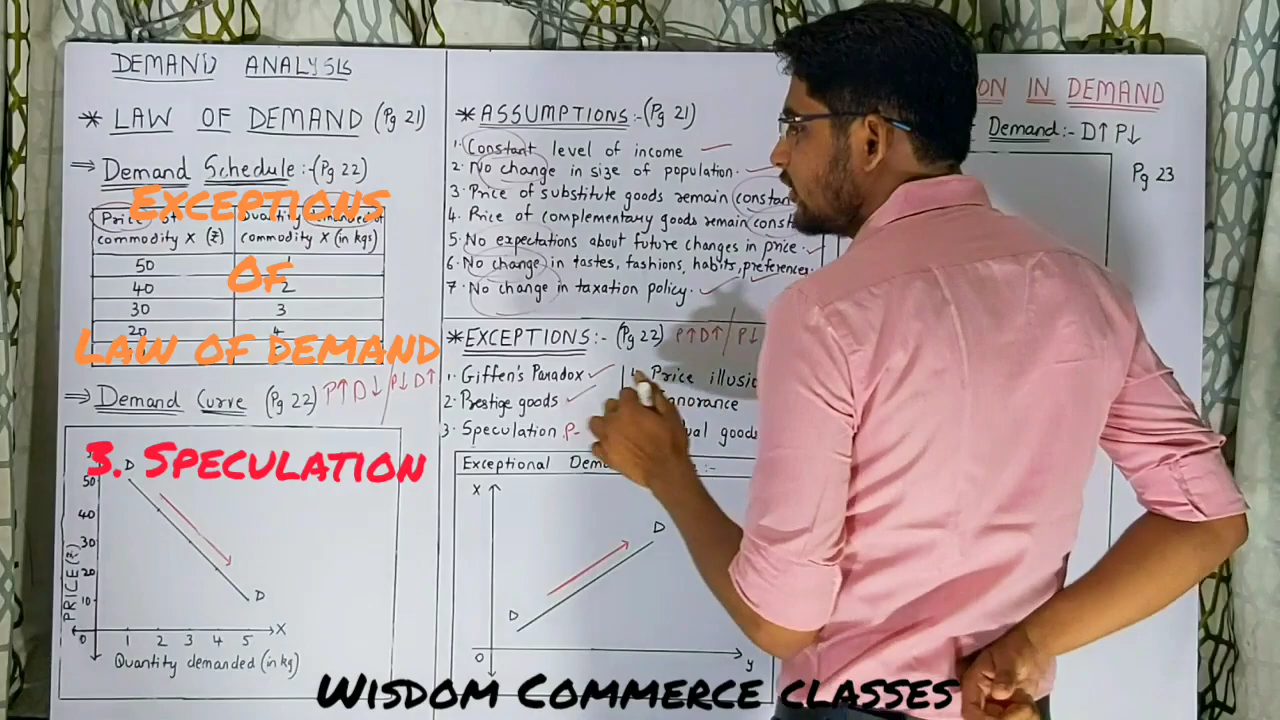 DEMAND ANALYSIS
* LAW OF DEMAND (Pg 21)
⇒ Demand Schedule:-(Pg 22)
Exceptions
Of
Law of demand
Price
commodity X (₹)
commodity X (in kgs)
50
40 2
30 3
20 4
⇒ Demand Curve (Pg 22) P↑ D↓ / P↓ D↑
3. Speculation
D
50
40
30
20
10
0 1 2 3 4 5 X
D
PRICE(₹)
Quantity demanded (in kg)
* ASSUMPTIONS:-(Pg 21)
1. Constant level of income
2. No change in size of population.
3. Price of substitute goods remain constan
4. Price of complementary goods remain const
5. No expectations about future changes in price.
6. No change in tastes, fashions, habits, preferences
7. No change in taxation policy.
* EXCEPTIONS:- (Pg 22) P↑D↑ / P↓
1. Giffen's Paradox
2. Prestige goods
3. Speculation P-
4. Price illusi
goods
Exceptional
X
D
D
0
y
ON IN DEMAND
Demand:- D↑ P↓
Pg 23
Wisdom Commerce classes